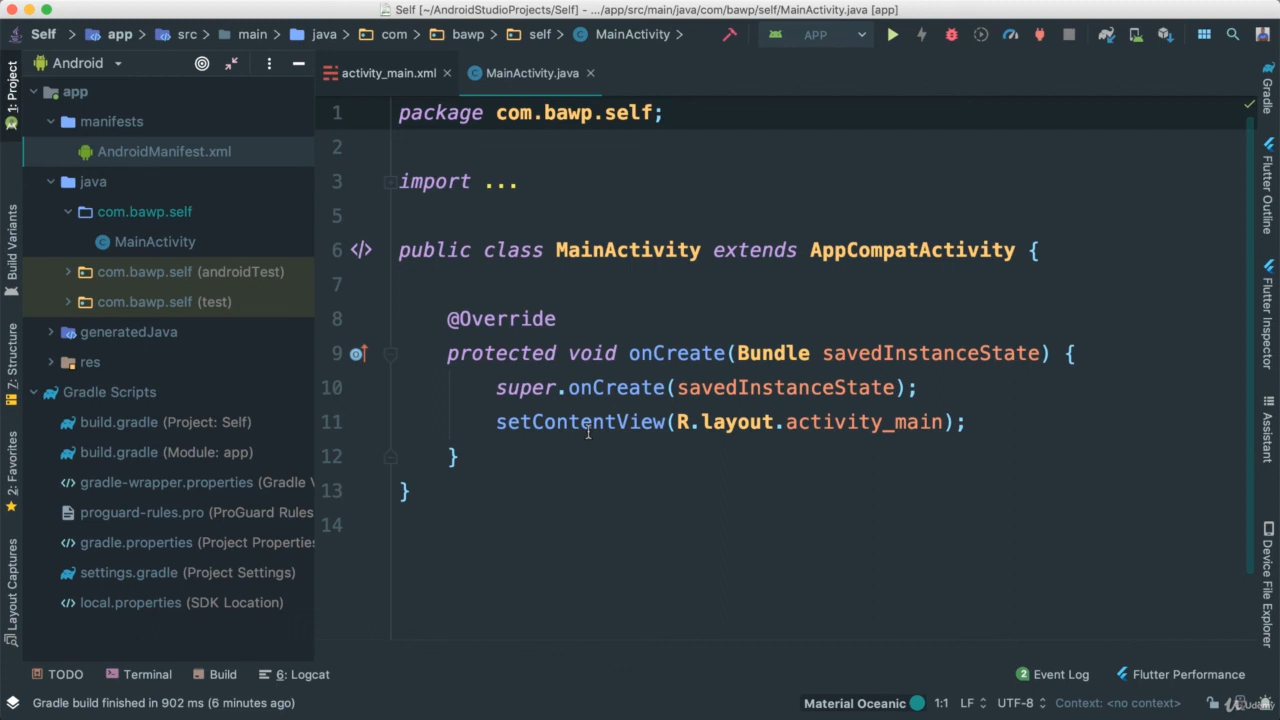 Self [~/AndroidStudioProjects/Self] - .../app/src/main/java/com/bawp/self/MainActivity.java [app]
Self > app > src > main > java > com > bawp > self > MainActivity > APP
1: Project
Build Variants
7: Structure
2: Favorites
Layout Captures
Android
app
manifests
AndroidManifest.xml
java
com.bawp.self
MainActivity
com.bawp.self (androidTest)
com.bawp.self (test)
generatedJava
res
Gradle Scripts
build.gradle (Project: Self)
build.gradle (Module: app)
gradle-wrapper.properties (Gradle V
proguard-rules.pro (ProGuard Rules
gradle.properties (Project Properties
settings.gradle (Project Settings)
local.properties (SDK Location)
activity_main.xml × MainActivity.java ×
1 package com.bawp.self;
2
3 import ...
5
6 public class MainActivity extends AppCompatActivity {
7
8 @Override
9 protected void onCreate(Bundle savedInstanceState) {
10 super.onCreate(savedInstanceState);
11 setContentView(R.layout.activity_main);
12 }
13 }
14
Gradle
Flutter Outline
Flutter Inspector
Assistant
Device File Explorer
TODO Terminal Build 6: Logcat 2 Event Log Flutter Performance
Gradle build finished in 902 ms (6 minutes ago) Material Oceanic 1:1 LF UTF-8 Context: <no context>
Udemy